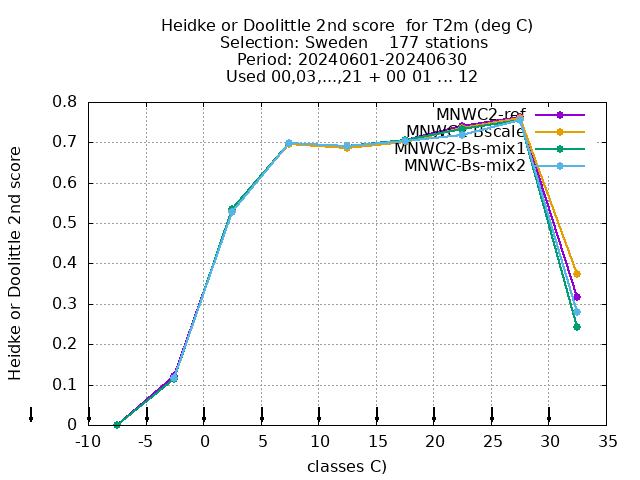 Heidke or Doolittle 2nd score  for T2m (deg C)
Selection: Sweden    177 stations
Period: 20240601-20240630
Used 00,03,...,21 + 00 01 ... 12
Heidke or Doolittle 2nd score
0.8
0.7
0.6
0.5
0.4
0.3
0.2
0.1
0
MNWC2-ref
Bscale
MNWC2-Bs-mix1
MNWC-Bs-mix2
-10 -5 0 5 10 15 20 25 30 35
classes C)